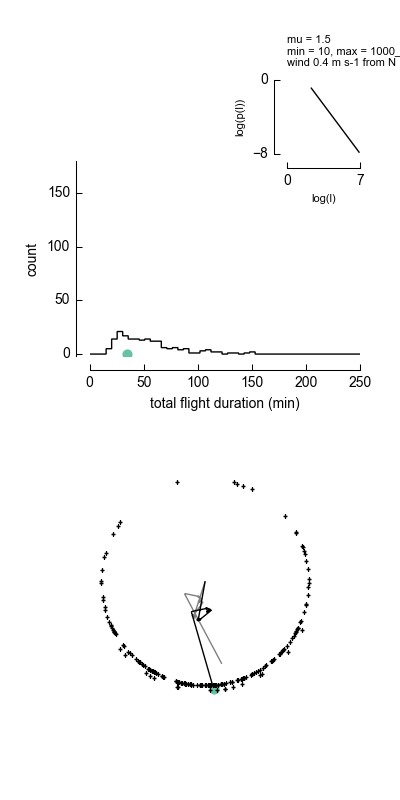 mu = 1.5
min = 10, max = 1000_
wind 0.4 m s-1 from N
0
−8
log(p(l))
0
7
log(l)
150
100
50
0
count
0
50
100
150
200
250
total flight duration (min)